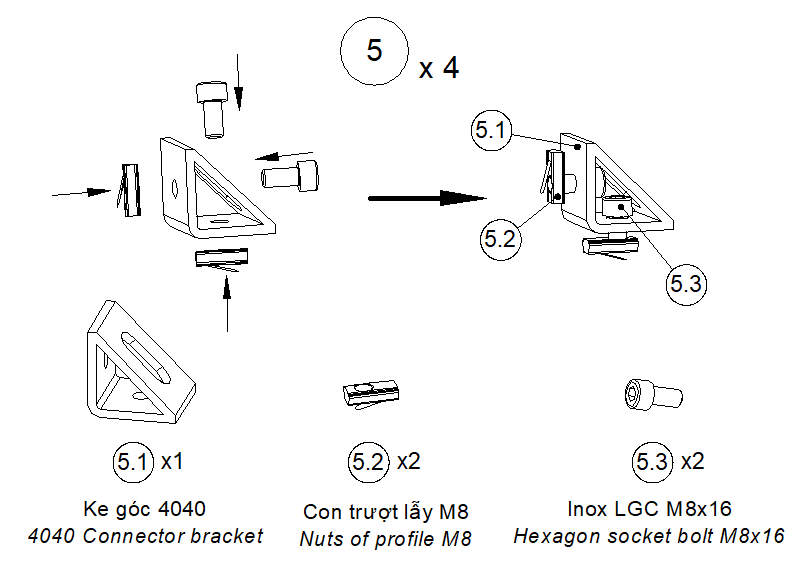 5
x 4
5.1
5.2
5.3
5.1 x1
5.2 x2
5.3 x2
Ke góc 4040
4040 Connector bracket
Con trượt lẫy M8
Nuts of profile M8
Inox LGC M8x16
Hexagon socket bolt M8x16